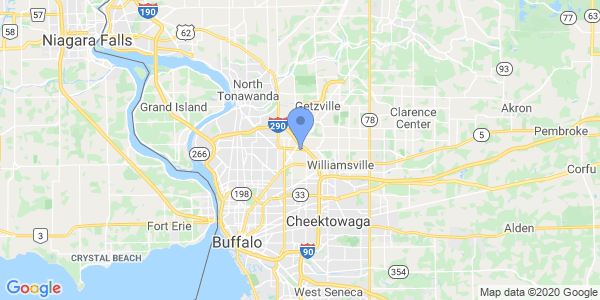 190
58
62
Niagara Falls
57
93
78
North
Tonawanda
Getzville
Grand Island
Clarence
Center
Akron
78
290
5
Pembroke
266
Williamsville
Corfu
198
33
Cheektowaga
3
Fort Erie
Alden
Buffalo
CRYSTAL BEACH
90
354
West Seneca
Google
Map data ©2020 Google